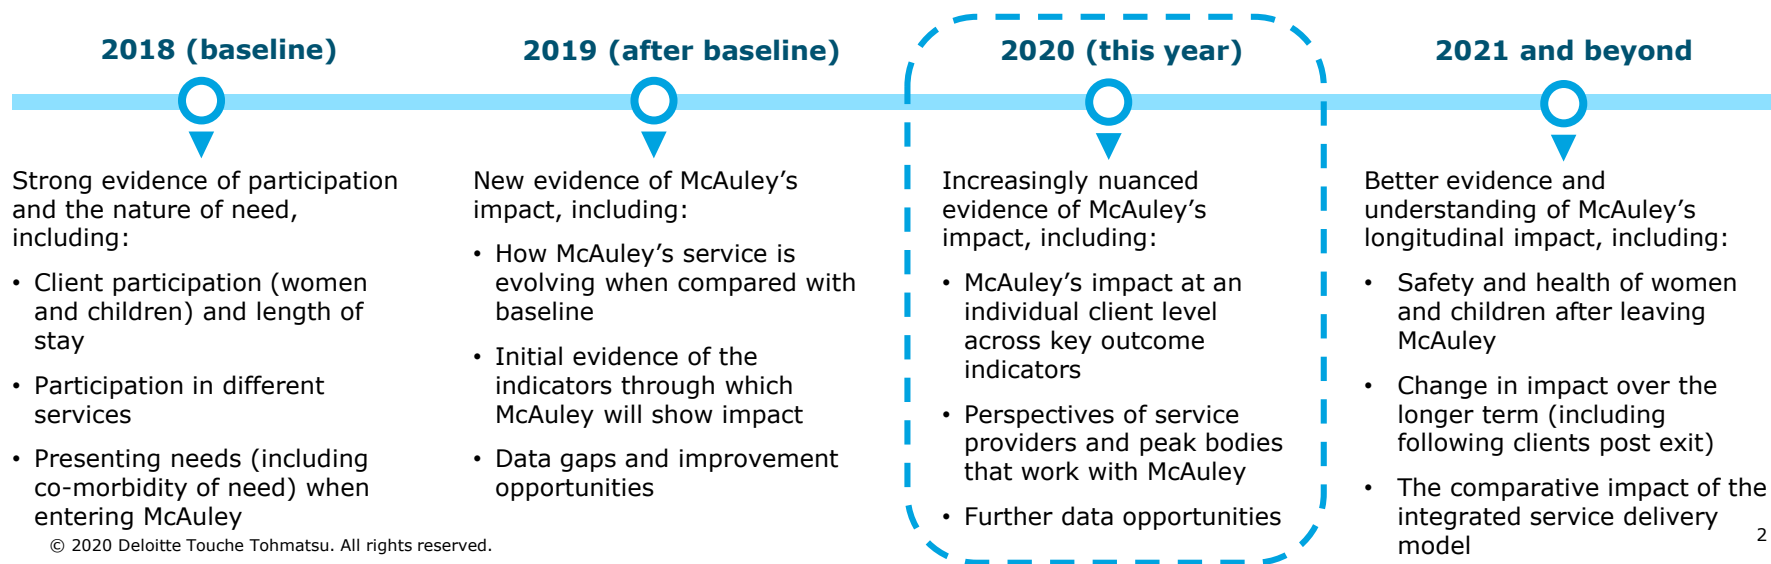 2018 (baseline)
Strong evidence of participation
and the nature of need,
including:
• Client participation (women
and children) and length of
stay
• Participation in different
services
• Presenting needs (including
co-morbidity of need) when
entering McAuley
2019 (after baseline)
New evidence of McAuley’s
impact, including:
• How McAuley’s service is
evolving when compared with
baseline
• Initial evidence of the
indicators through which
McAuley will show impact
• Data gaps and improvement
opportunities
2020 (this year)
Increasingly nuanced
evidence of McAuley’s
impact, including:
• McAuley’s impact at an
individual client level
across key outcome
indicators
• Perspectives of service
providers and peak bodies
that work with McAuley
• Further data opportunities
2021 and beyond
Better evidence and
understanding of McAuley’s
longitudinal impact, including:
• Safety and health of women
and children after leaving
McAuley
• Change in impact over the
longer term (including
following clients post exit)
• The comparative impact of the
integrated service delivery
model
© 2020 Deloitte Touche Tohmatsu. All rights reserved.
2